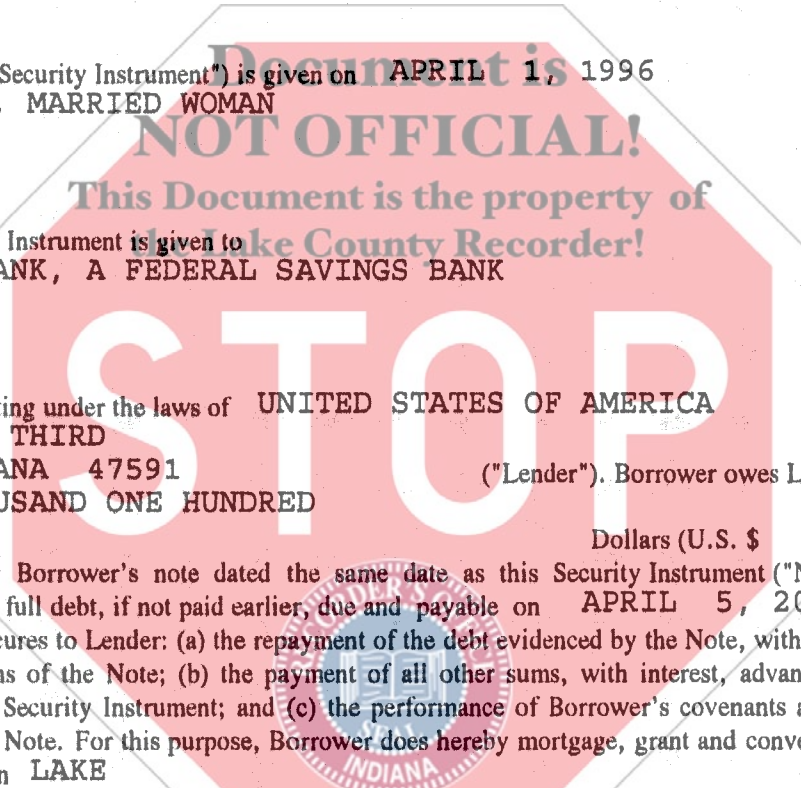 Document is
Security Instrument") is given on APRIL 1, 1996
MARRIED WOMAN
NOT OFFICIAL!
This Document is the property of
Instrument is given to
the Lake County Recorder!
ANK, A FEDERAL SAVINGS BANK
STOP
ting under the laws of UNITED STATES OF AMERICA
THIRD
ANA 47591
("Lender"). Borrower owes L
USAND ONE HUNDRED
Dollars (U.S. $
Borrower's note dated the same date as this Security Instrument ("N
full debt, if not paid earlier, due and payable on APRIL 5, 20
cures to Lender: (a) the repayment of the debt evidenced by the Note, with
ns of the Note; (b) the payment of all other sums, with interest, advan
Security Instrument; and (c) the performance of Borrower's covenants a
Note. For this purpose, Borrower does hereby mortgage, grant and conve
n LAKE
RECORDER'S OFFICE
SEAL
INDIANA